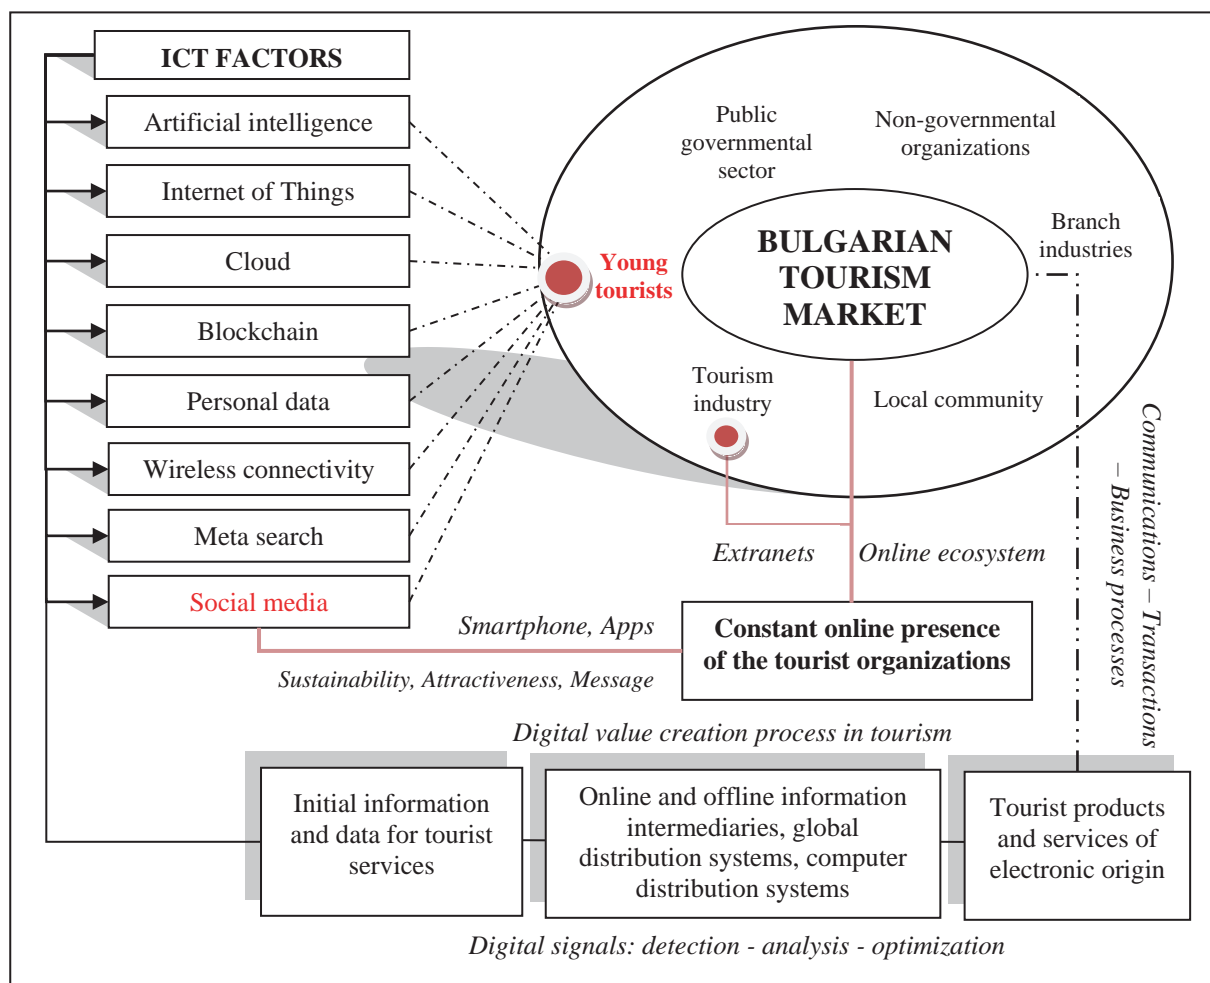 ICT FACTORS
Artificial intelligence
Internet of Things
Cloud
Blockchain
Personal data
Wireless connectivity
Meta search
Social media
Public
governmental
sector
Non-governmental
organizations
Branch
industries
BULGARIAN
TOURISM
MARKET
Young
tourists
Tourism
industry
Local community
Extranets
Online ecosystem
Communications – Transactions
– Business processes
Smartphone, Apps
Sustainability, Attractiveness, Message
Constant online presence
of the tourist organizations
Digital value creation process in tourism
Initial information
and data for tourist
services
Online and offline information
intermediaries, global
distribution systems, computer
distribution systems
Tourist products
and services of
electronic origin
Digital signals: detection - analysis - optimization